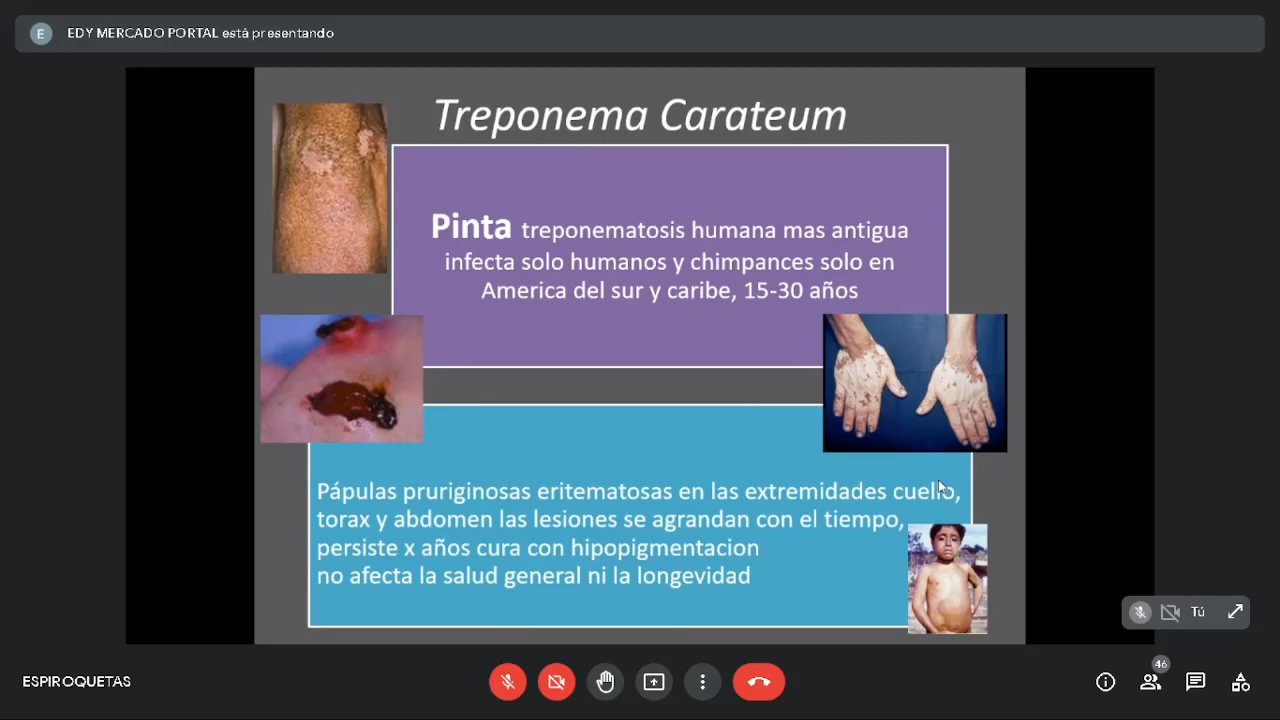 E
EDY MERCADO PORTAL está presentando
Treponema Carateum
Pinta treponematosis humana mas antigua
infecta solo humanos y chimpances solo en
America del sur y caribe, 15-30 años
Pápulas pruriginosas eritematosas en las extremidades cuello,
torax y abdomen las lesiones se agrandan con el tiempo,
persiste x años cura con hipopigmentacion
no afecta la salud general ni la longevidad
Tú
ESPIROQUETAS
46